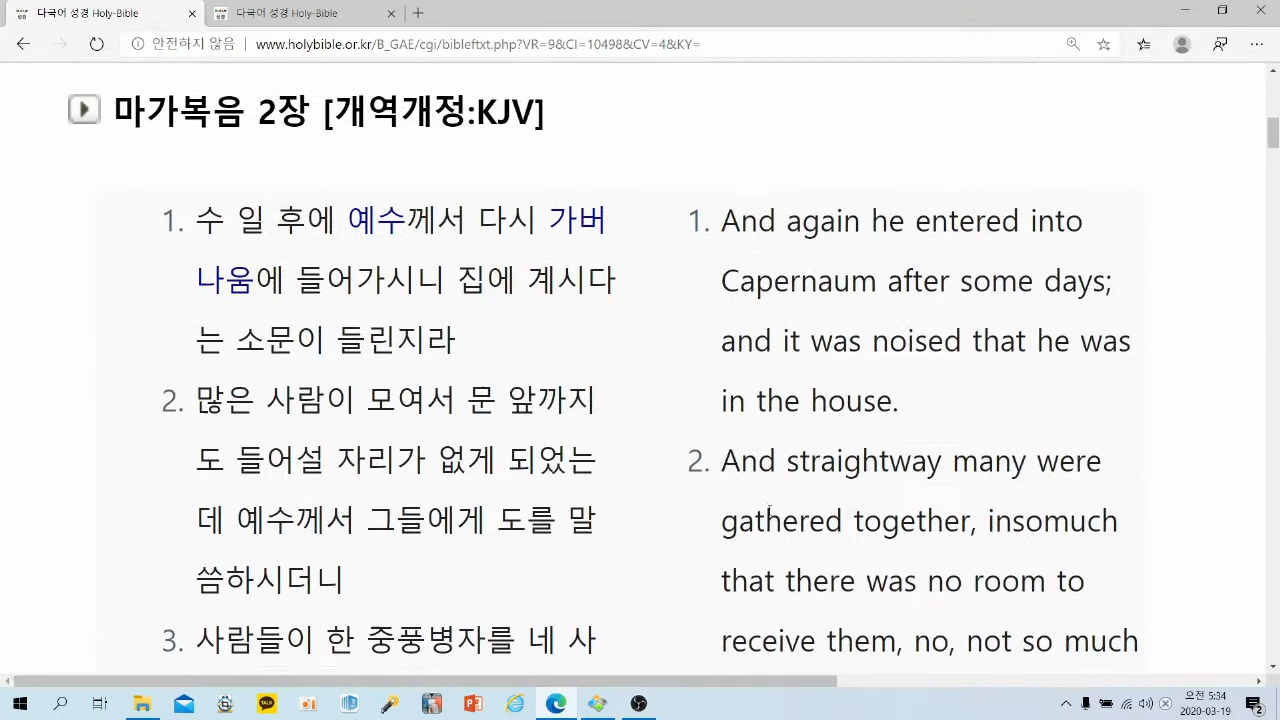 다국어 성경 Holy-Bible
다국어 성경 Holy-Bible
안전하지 않음 | www.holybible.or.kr/B_GAE/cgi/bibleftxt.php?VR=9&CI=10498&CV=4&KY=
마가복음 2장 [개역개정:KJV]
1. 수 일 후에 예수께서 다시 가버
나움에 들어가시니 집에 계시다
는 소문이 들린지라
2. 많은 사람이 모여서 문 앞까지
도 들어설 자리가 없게 되었는
데 예수께서 그들에게 도를 말
씀하시더니
3. 사람들이 한 중풍병자를 네 사
1. And again he entered into
Capernaum after some days;
and it was noised that he was
in the house.
2. And straightway many were
gathered together, insomuch
that there was no room to
receive them, no, not so much
TALK
오전 5:34
2020-03-19
2